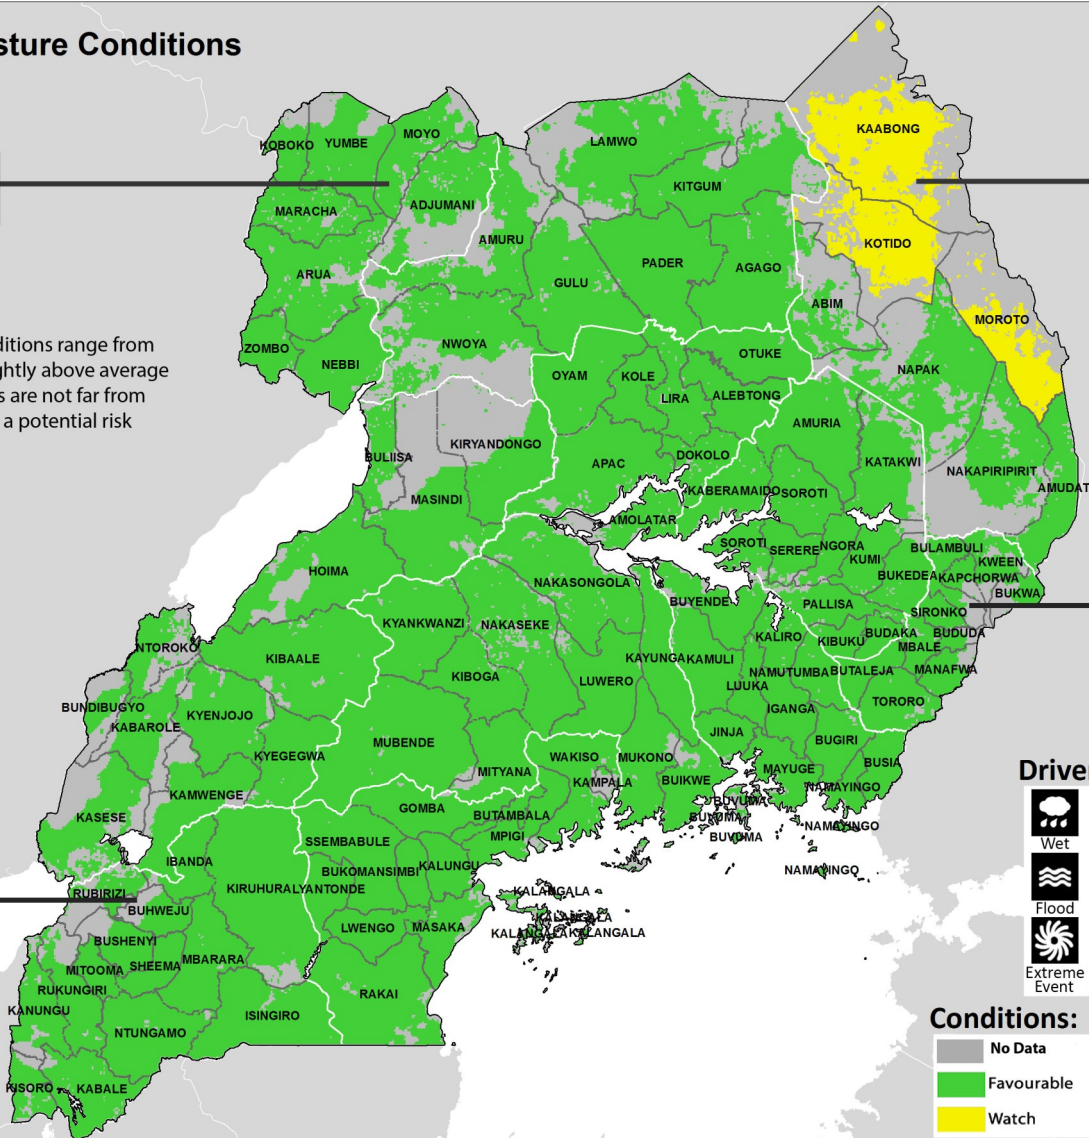 sture Conditions
KAABONG
MOYO
KOBOKO
YUMBE
LAMWO
KITGUM
ADJUMANI
MARACHA
AMURU
KOTIDO
PADER
AGAGO
ARUA
GULU
ABIM
MOROTO
ditions range from
ghtly above average
s are not far from
a potential risk
ZOMBO
NEBBI
NWOYA
OTUKE
NAPAK
OYAM
KOLE
LIRA
ALEBTONG
AMURIA
KIRYANDONGO
BULIISA
APAC
DOKOLO
KATAKWI
NAKAPIRIPIRIT
AMUDAT
MASINDI
KABERAMAIDO
SOROTI
AMOLATAR
SOROTI
SERERE
NGORA
KUMI
BULAMBULI
KWEEN
HOIMA
NAKASONGOLA
BUKEDEA
KAPCHORWA
BUKWA
BUYENDE
PALLISA
SIRONKO
KYANKWANZI
NAKASEKE
KALIRO
KIBUKU
BUDAKA
BUDUDA
MBALE
NTOROKO
KIBAALE
KAYUNGA
KAMULI
NAMUTUMBA
BUTALEJA
MANAFWA
KIBOGA
LUWERO
LUUKA
BUNDIBUGYO
KABAROLE
KYENJOJO
IGANGA
TORORO
JINJA
BUGIRI
MUBENDE
KYEGEGWA
WAKISO
MUKONO
BUSIA
MITYANA
KAMPALA
BUIKWE
MAYUGE
NAMAYINGO
Drive
KAMWENGE
GOMBA
BUTAMBALA
BUVUMA
BUVUMA
BUVUMA
NAMAYINGO
KASESE
MPIGI
SSEMBABULE
Wet
IBANDA
BUKOMANSIMBI
KALUNGU
NAMAYINGO
RUBIRIZI
KIRUHURA
LYANTONDE
KALANGALA
BUHWEJU
Flood
LWENGO
MASAKA
KALANGALA
KALANGALA
KALANGALA
BUSHENYI
MITOOMA
SHEEMA
MBARARA
RUKUNGIRI
Extreme
Event
RAKAI
KANUNGU
ISINGIRO
NTUNGAMO
Conditions:
No Data
KISORO
KABALE
Favourable
Watch